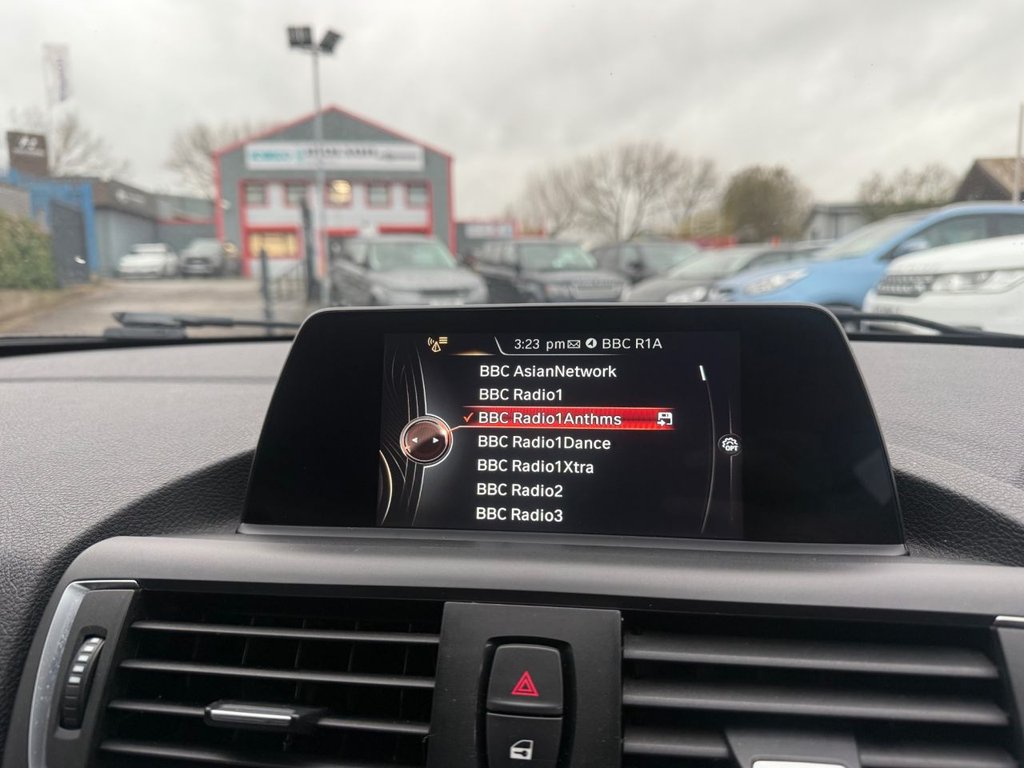 3:23 pm BBC R1A
BBC AsianNetwork
BBC Radio1
BBC Radio1Anthms
BBC Radio1Dance
BBC Radio1Xtra
BBC Radio2
BBC Radio3
OPT